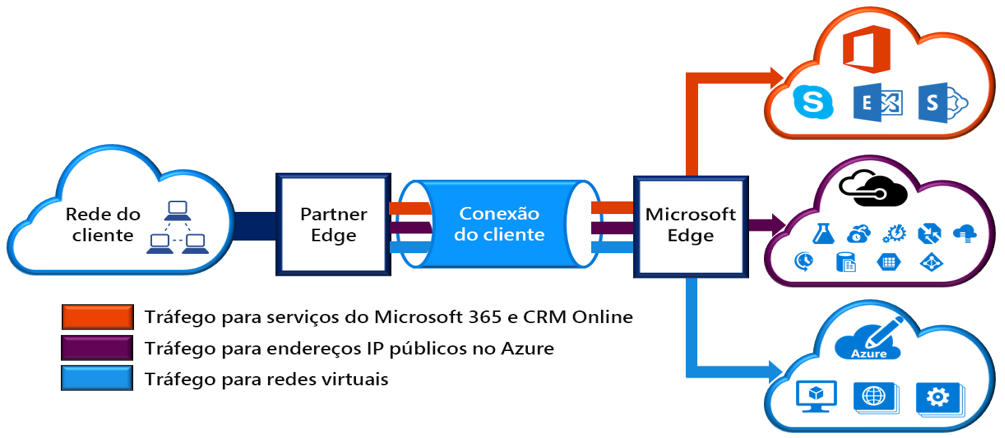 Rede do
cliente
Partner
Edge
Conexão
do cliente
Microsoft
Edge
S
E
S
Azure
Tráfego para serviços do Microsoft 365 e CRM Online
Tráfego para endereços IP públicos no Azure
Tráfego para redes virtuais